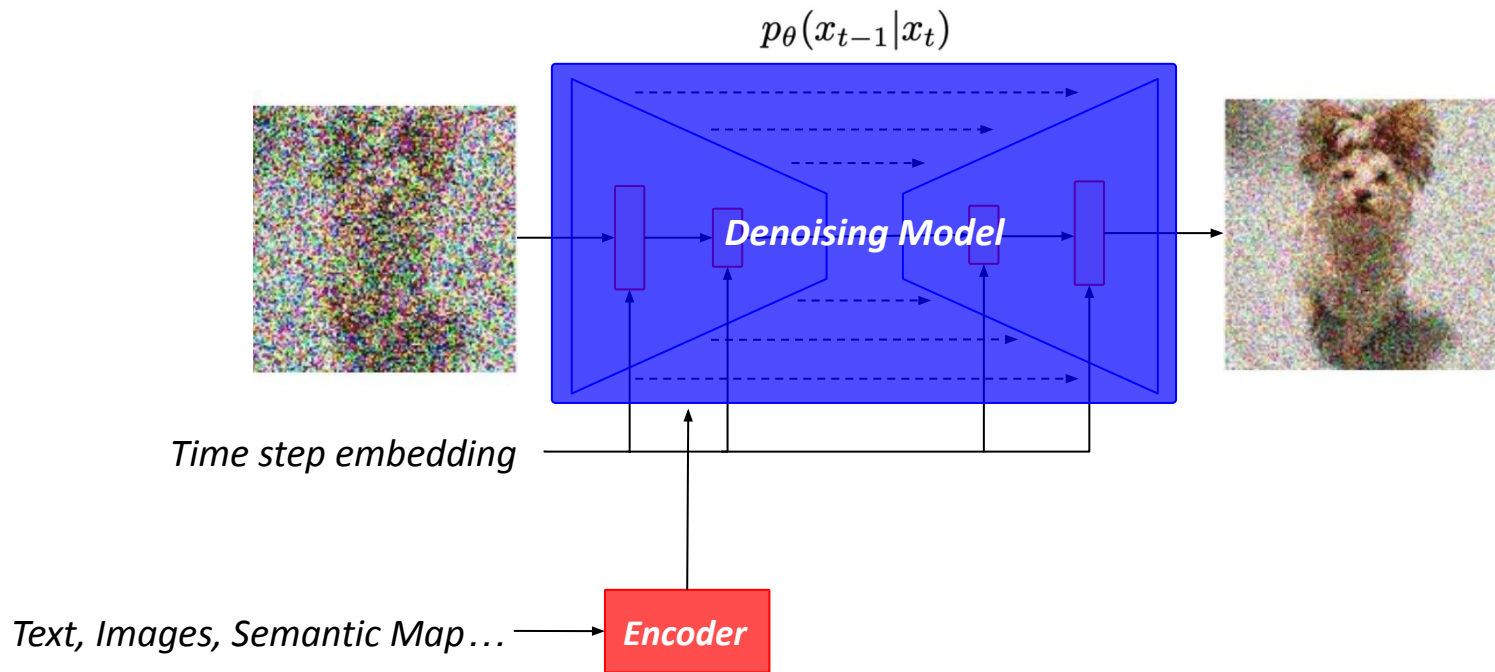 pθ(xt−1|xt)
Denoising Model
Time step embedding
Text, Images, Semantic Map...
Encoder